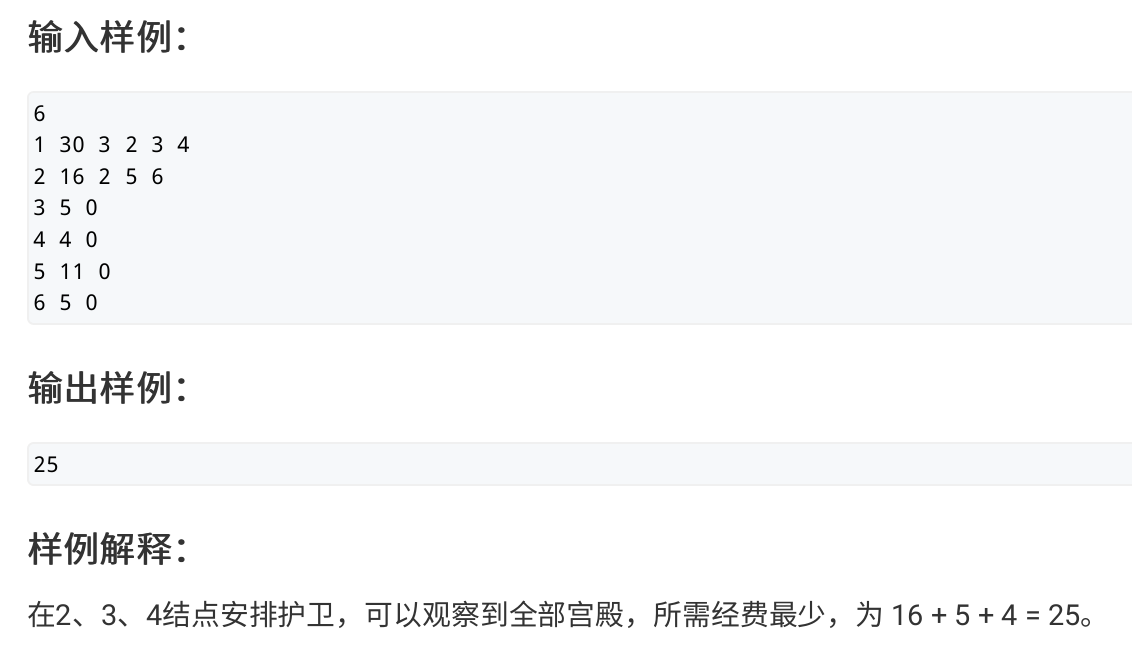 输入样例：
6
1 30 3 2 3 4
2 16 2 5 6
3 5 0
4 4 0
5 11 0
6 5 0
输出样例：
25
样例解释：
在2、3、4结点安排护卫，可以观察到全部宫殿，所需经费最少，为 16 + 5 + 4 = 25。